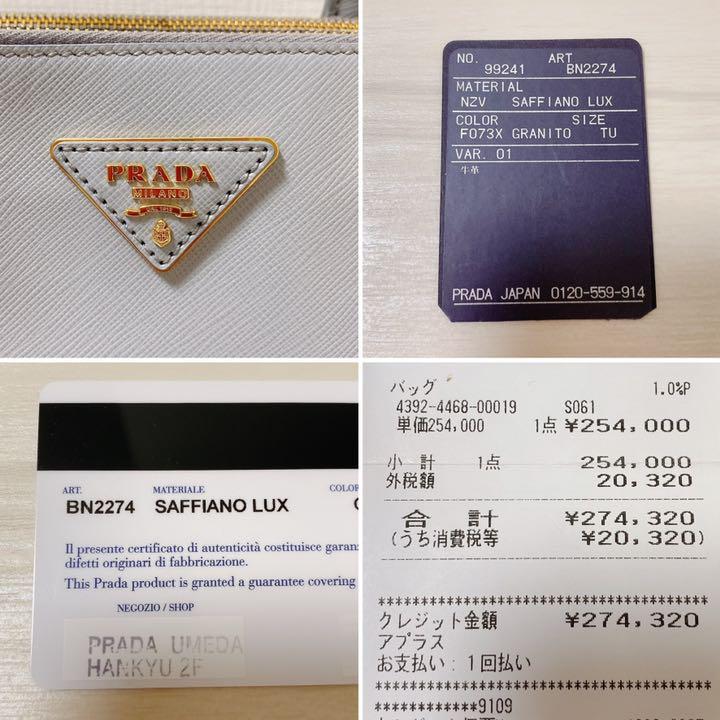 PRADA
MILANO
NO. ART
99241 BN2274
MATERIAL
NZV SAFFIANO LUX
COLOR SIZE
F073X GRANITO TU
VAR. 01
牛革
PRADA JAPAN 0120-559-914
ART. MATERIALE COLOR
BN2274 SAFFIANO LUX
Il presente certificato di autenticità costituisce garan
difetti originari di fabbricazione.
This Prada product is granted a guarantee covering
NEGOZIO / SHOP
PRADA UMEDA
HANKYU 2F
バッグ 1.0%P
4392-4468-00019 S061
単価254,000 1点 ¥254,000
小 計 1点 254,000
外税額 20,320
合 計 ¥274,320
(うち消費税等 ¥20,320)
******************************
クレジット金額 ¥274,320
アプラス
お支払い:1回払い
******************************
************9109